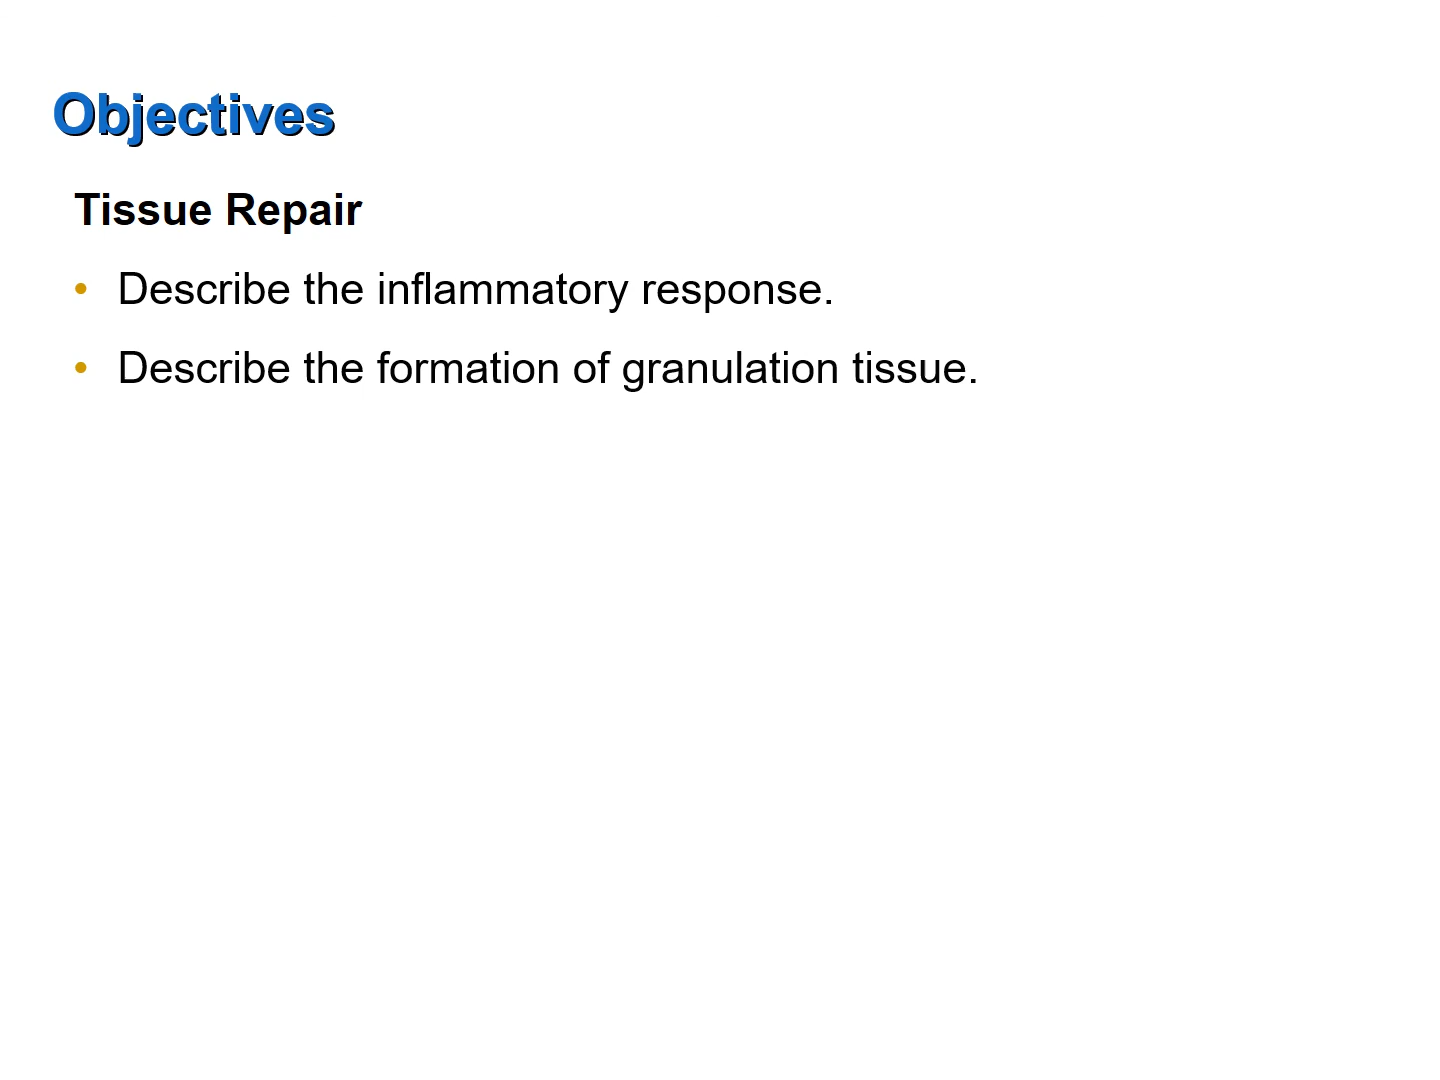 Objectives
Tissue Repair
• Describe the inflammatory response.
• Describe the formation of granulation tissue.